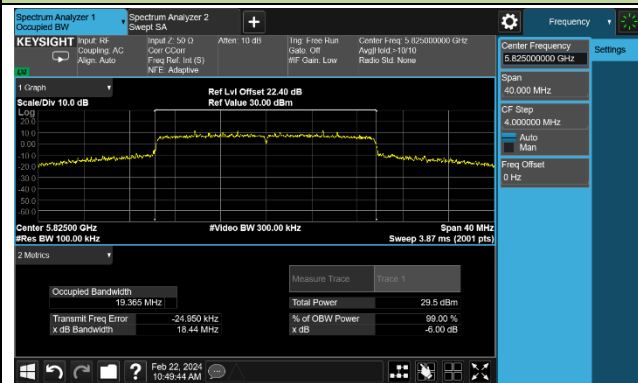 Spectrum Analyzer 1
Occupied BW
Spectrum Analyzer 2
Swept SA
+
Frequency
KEYSIGHT
Input: RF
Coupling: AC
Align: Auto
Input Z: 50 Ω
Corr CCorr
Freq Ref: Int (S)
NFE: Adaptive
Atten: 10 dB
Trig: Free Run
Gate: Off
#IF Gain: Low
Center Freq: 5.825000000 GHz
Avg|Hold:>10/10
Radio Std: None
Center Frequency
5.825000000 GHz
Settings
Span
40.000 MHz
CF Step
4.000000 MHz
Auto
Man
Freq Offset
0 Hz
1 Graph
Scale/Div 10.0 dB
Ref Lvl Offset 22.40 dB
Ref Value 30.00 dBm
Log
20.0
10.0
0.00
-10.0
-20.0
-30.0
-40.0
-50.0
-60.0
Center 5.82500 GHz
#Res BW 100.00 kHz
#Video BW 300.00 kHz
Span 40 MHz
Sweep 3.87 ms (2001 pts)
2 Metrics
Measure Trace
Trace 1
Occupied Bandwidth
19.365 MHz
Total Power
29.5 dBm
Transmit Freq Error
-24.950 kHz
% of OBW Power
99.00 %
x dB Bandwidth
18.44 MHz
x dB
-6.00 dB
?
Feb 22, 2024
10:49:44 AM